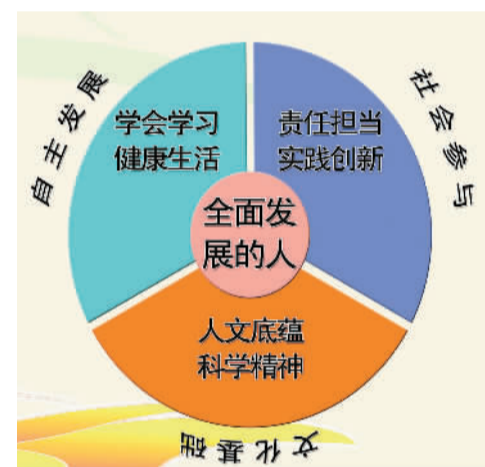 自主发展
社会参与
学会学习
健康生活
责任担当
实践创新
全面发
展的人
人文底蕴
科学精神
文化基础